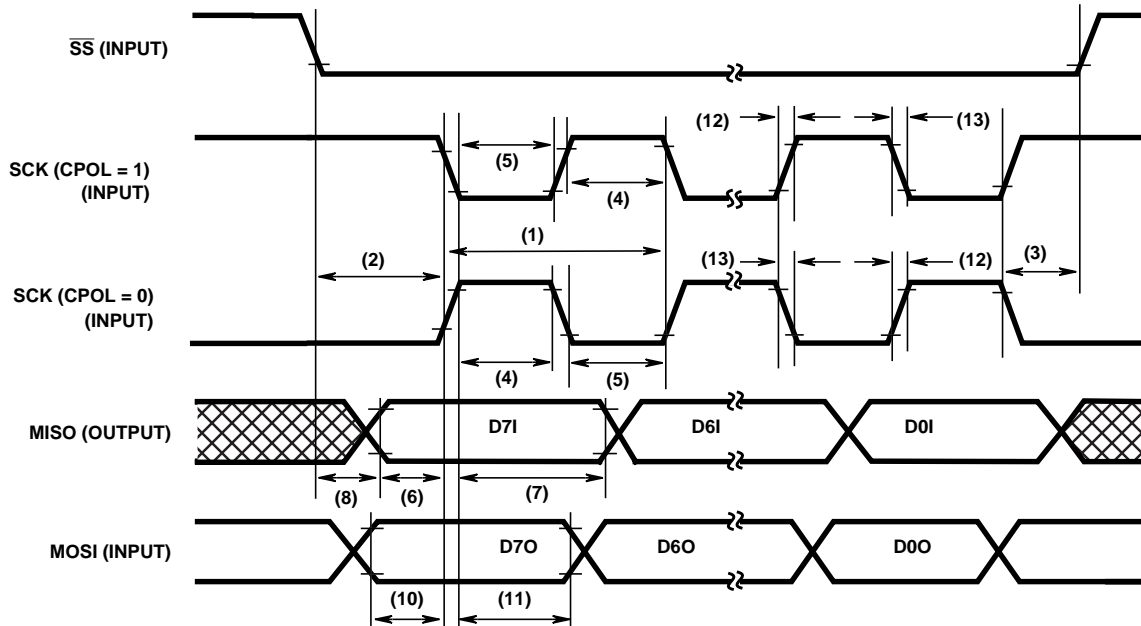 SS (INPUT)
(12)
(13)
SCK (CPOL = 1)
(INPUT)
(5)
(4)
(1)
(2)
(13)
(12)
(3)
SCK (CPOL = 0)
(INPUT)
(4)
(5)
MISO (OUTPUT)
D7I
D6I
D0I
(8)
(6)
(7)
MOSI (INPUT)
D7O
D6O
D0O
(10)
(11)